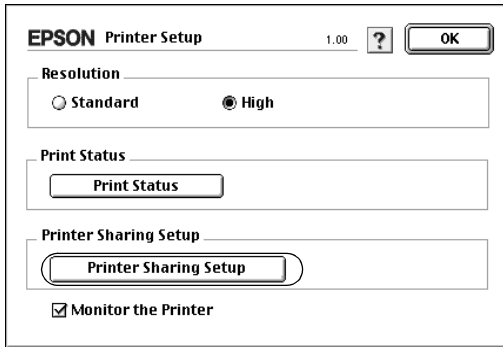 EPSON Printer Setup 1.00 ? OK
Resolution
Standard High
Print Status
Print Status
Printer Sharing Setup
Printer Sharing Setup
Monitor the Printer